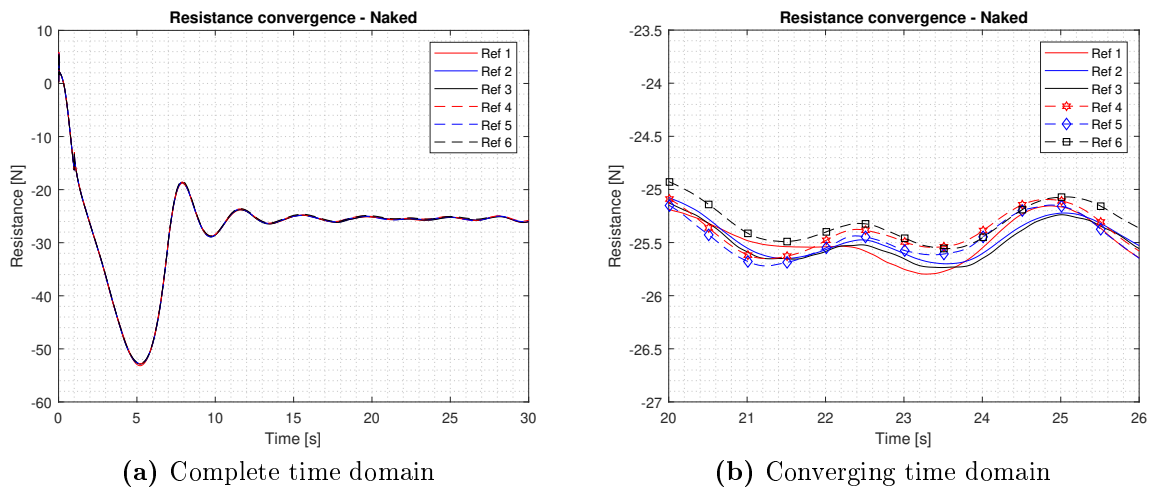 Resistance convergence - Naked
10
0
-10
-20
-30
-40
-50
-60
0 5 10 15 20 25 30
Resistance [N]
Time [s]
Ref 1
Ref 2
Ref 3
Ref 4
Ref 5
Ref 6
(a) Complete time domain
Resistance convergence - Naked
-23.5
-24
-24.5
-25
-25.5
-26
-26.5
-27
20 21 22 23 24 25 26
Resistance [N]
Time [s]
Ref 1
Ref 2
Ref 3
Ref 4
Ref 5
Ref 6
(b) Converging time domain